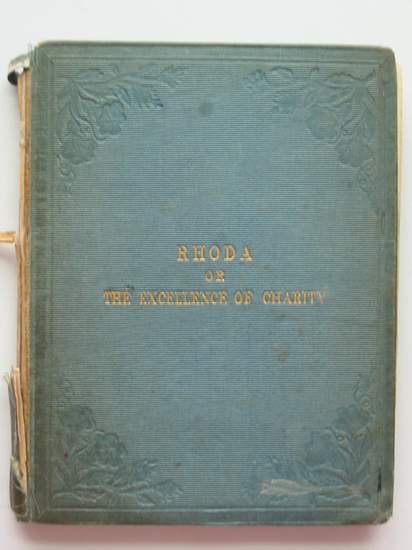 RHODA
OR
THE EXCELLENCE OF CHARITY